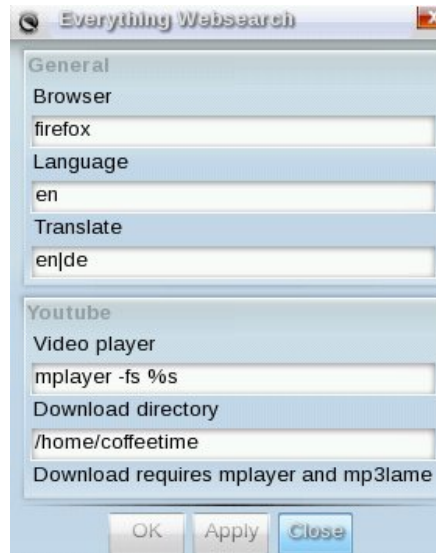 Everything Websearch
General
Browser
firefox
Language
en
Translate
en|de
Youtube
Video player
mplayer -fs %s
Download directory
/home/coffeetime
Download requires mplayer and mp3lame
OK Apply Close